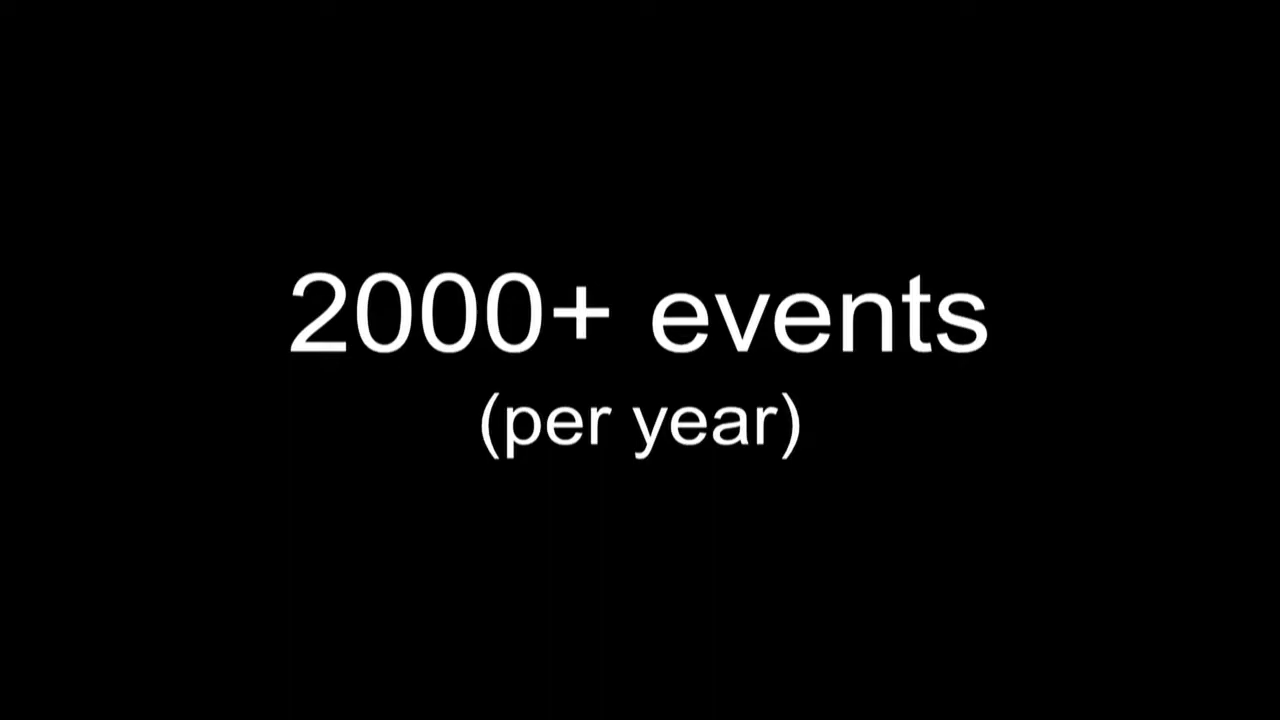 2000+ events
(per year)